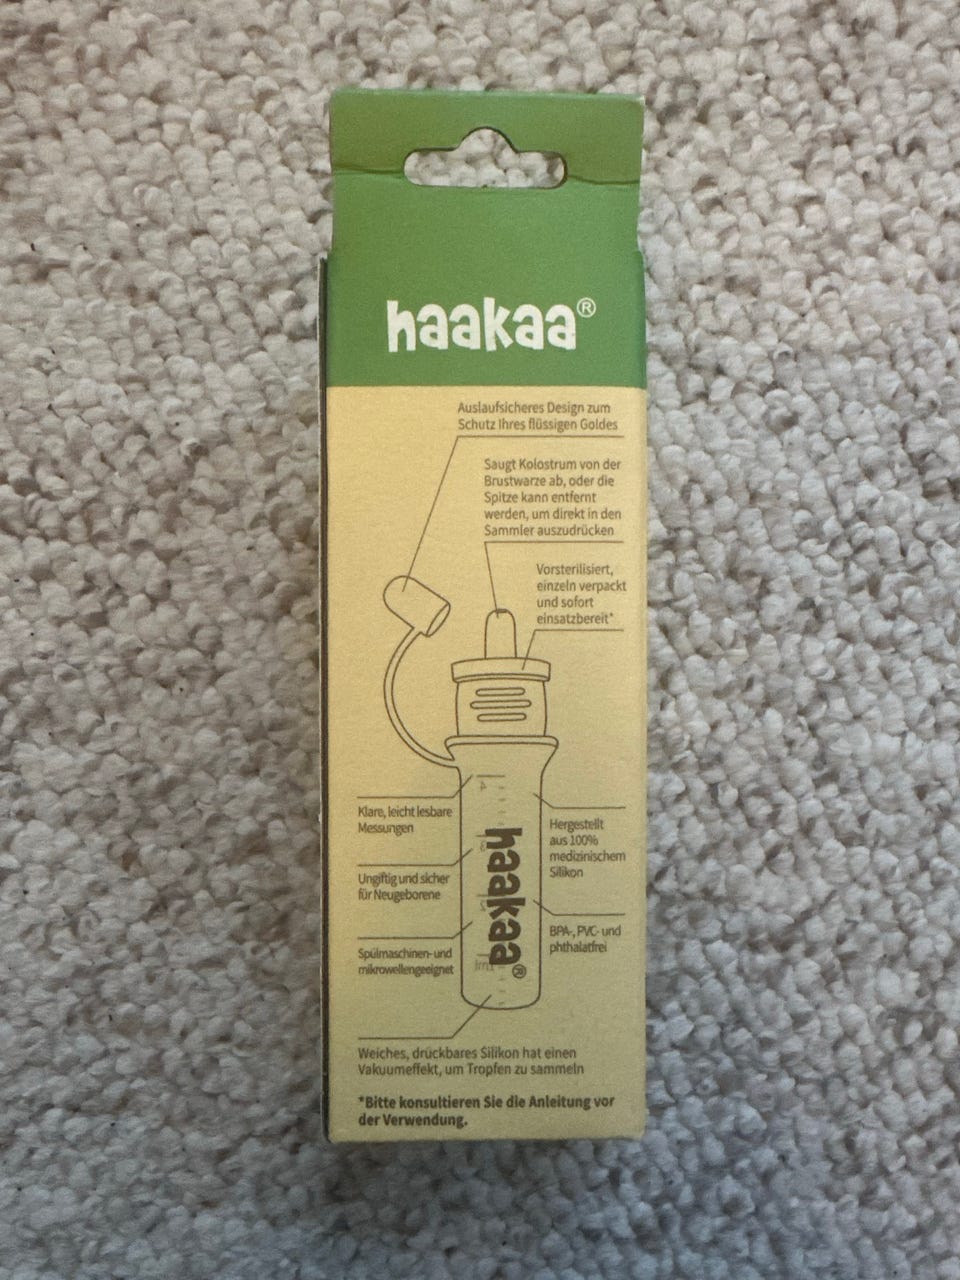 haakaa®
Auslaufsicheres Design zum
Schutz Ihres flüssigen Goldes
Saugt Kolostrum von der
Brustwarze ab, oder die
Spitze kann entfernt
werden, um direkt in den
Sammler auszudrücken
Vorsterilisiert,
einzeln verpackt
und sofort
einsatzbereit*
Klare, leicht lesbare
Messungen
Ungiftig und sicher
für Neugeborene
Spülmaschinen- und
mikrowellengeeignet
4
haakaa®
Hergestellt
aus 100%
medizinischem
Silikon
BPA-, PVC- und
phthalatfrei
Weiches, drückbares Silikon hat einen
Vakuumeffekt, um Tropfen zu sammeln
*Bitte konsultieren Sie die Anleitung vor
der Verwendung.